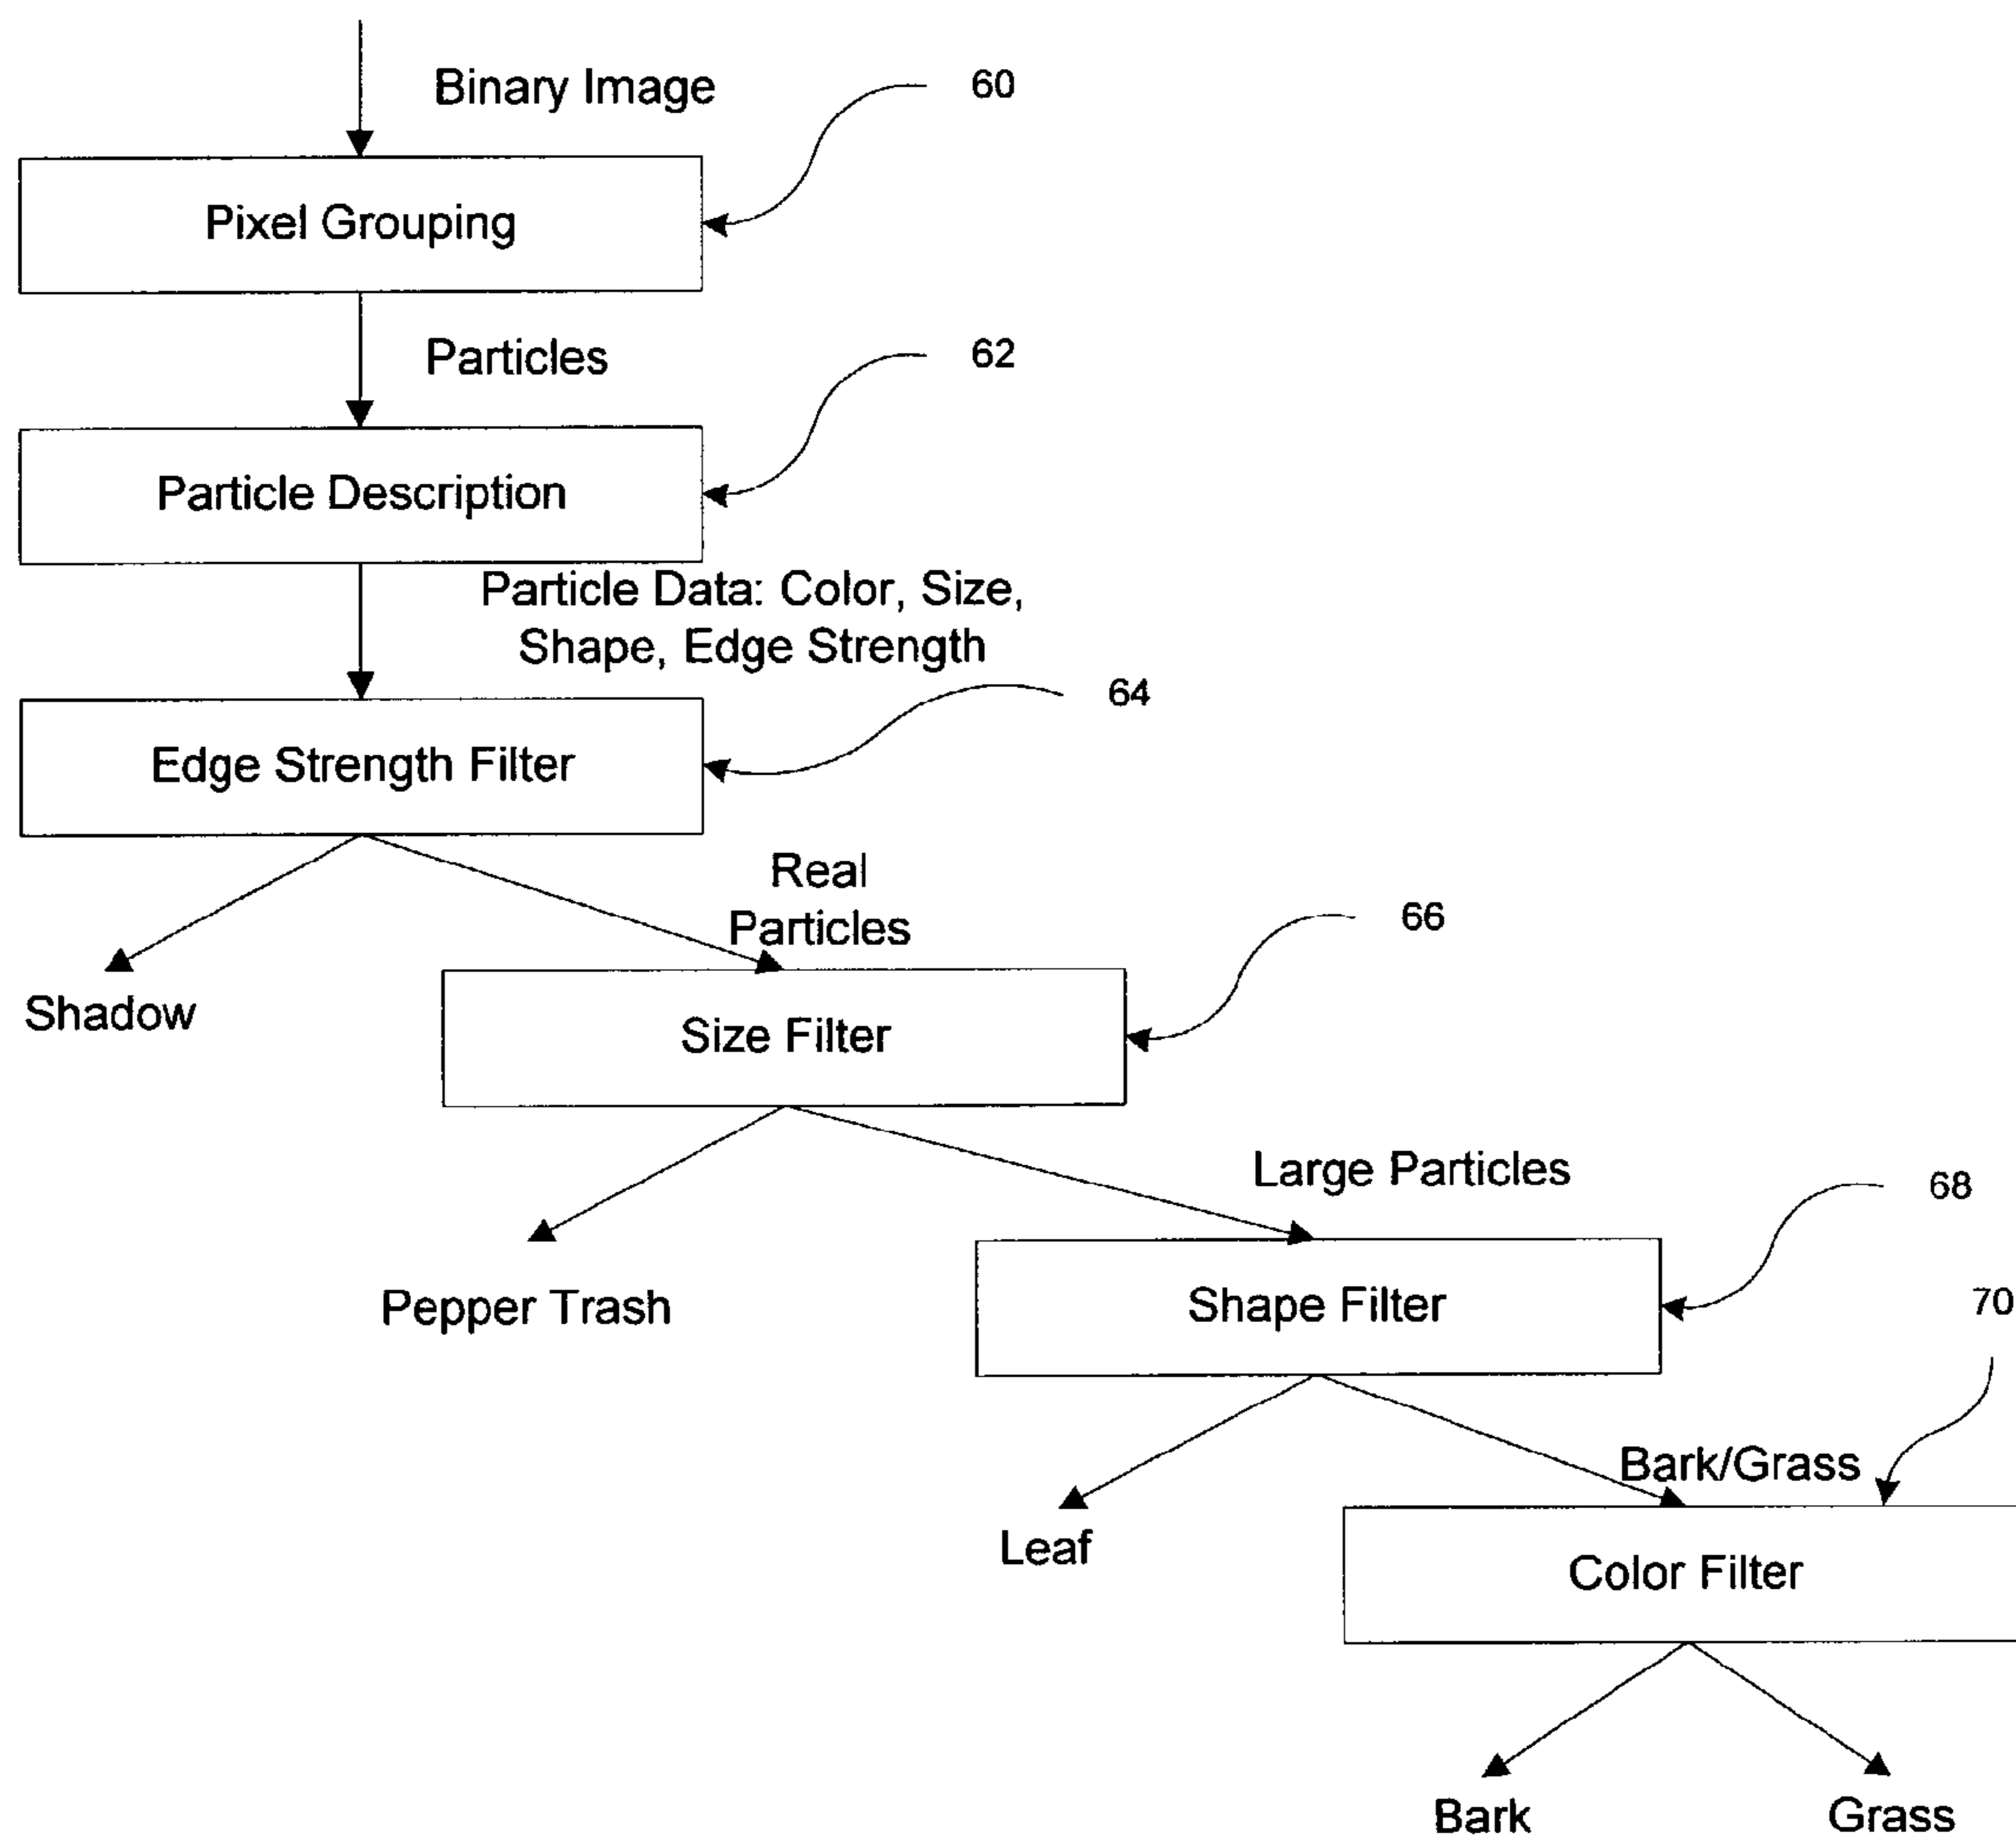 Binary Image
60
Pixel Grouping
Particles
62
Particle Description
Particle Data: Color, Size,
Shape, Edge Strength
64
Edge Strength Filter
Real
Particles
66
Shadow
Size Filter
Large Particles
68
Pepper Trash
Shape Filter
70
Bark/Grass
Leaf
Color Filter
Bark
Grass